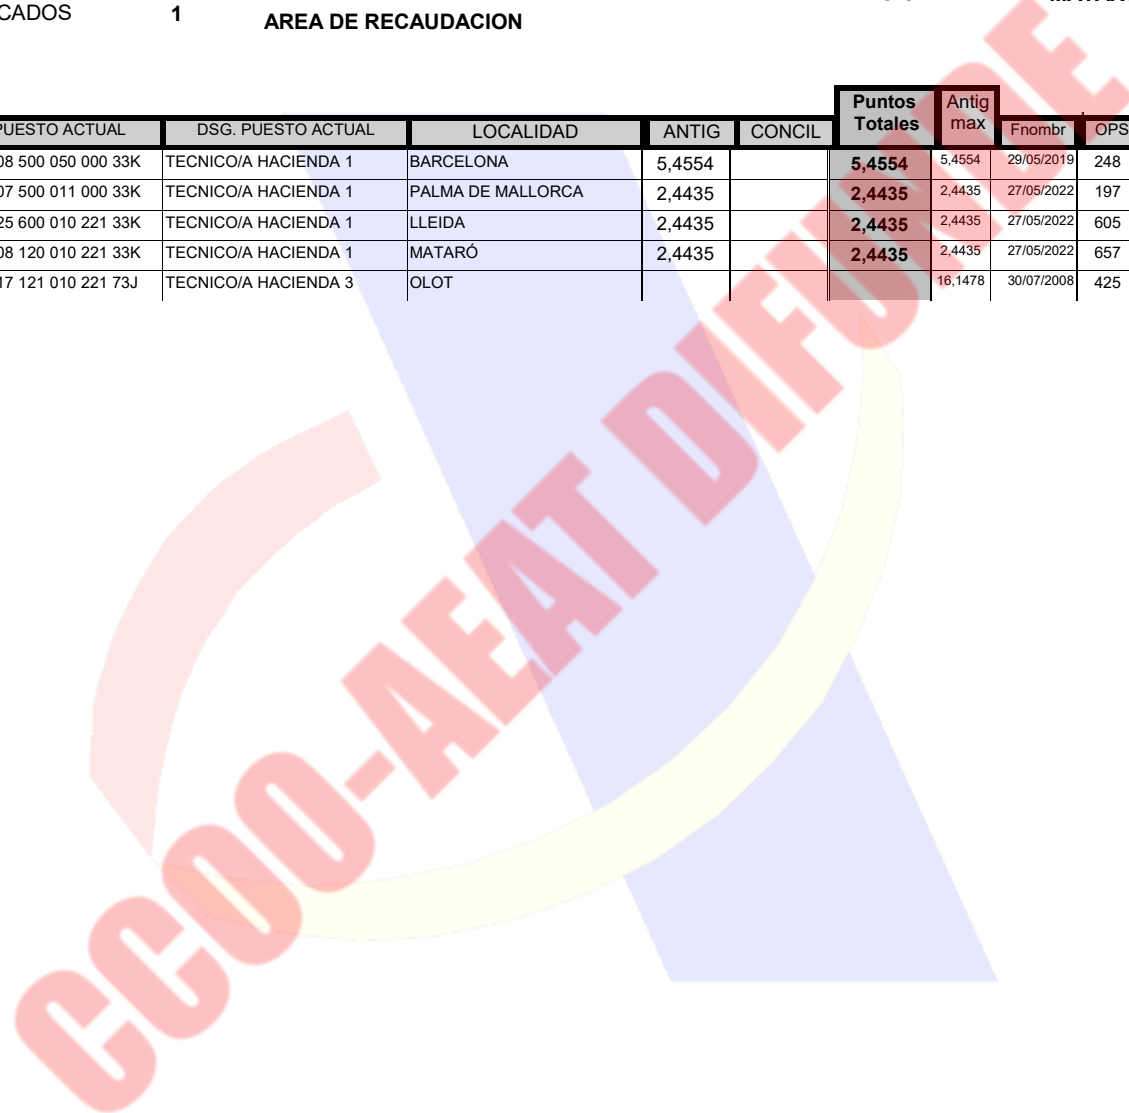 CADOS 1 AREA DE RECAUDACION
Puntos Totales Antig max
PUESTO ACTUAL DSG. PUESTO ACTUAL LOCALIDAD ANTIG CONCIL Fnombr OPS
08 500 050 000 33K TECNICO/A HACIENDA 1 BARCELONA 5,4554 5,4554 5,4554 29/05/2019 248
07 500 011 000 33K TECNICO/A HACIENDA 1 PALMA DE MALLORCA 2,4435 2,4435 2,4435 27/05/2022 197
25 600 010 221 33K TECNICO/A HACIENDA 1 LLEIDA 2,4435 2,4435 2,4435 27/05/2022 605
08 120 010 221 33K TECNICO/A HACIENDA 1 MATARÓ 2,4435 2,4435 2,4435 27/05/2022 657
17 121 010 221 73J TECNICO/A HACIENDA 3 OLOT 16,1478 30/07/2008 425
CCOO-AEAT DIFUNDE